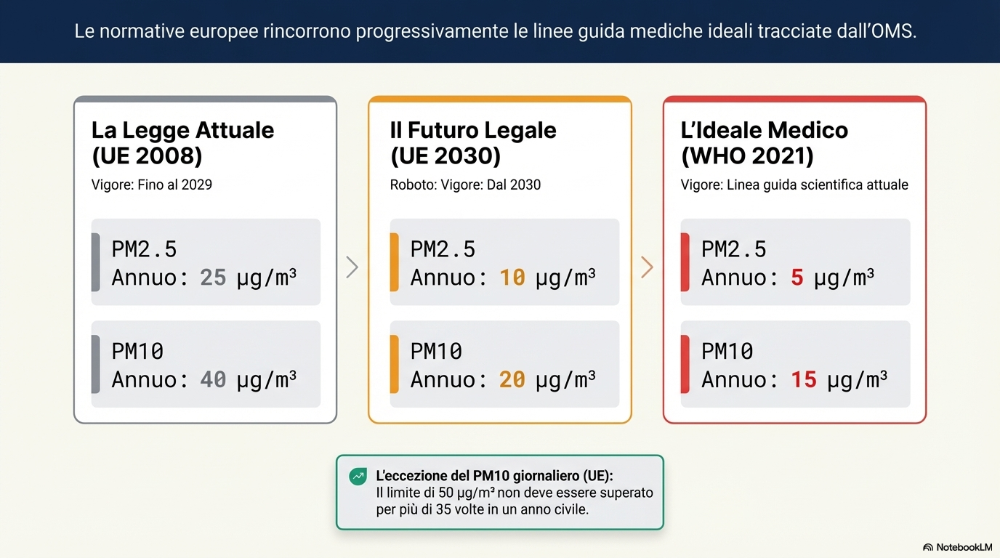 Le normative europee rincorrono progressivamente le linee guida mediche ideali tracciate dall'OMS.
La Legge Attuale
(UE 2008)
Vigore: Fino al 2029
PM2.5
Annuo: 25 µg/m³
PM10
Annuo: 40 µg/m³
Il Futuro Legale
(UE 2030)
Roboto: Vigore: Dal 2030
PM2.5
Annuo: 10 µg/m³
PM10
Annuo: 20 µg/m³
L'Ideale Medico
(WHO 2021)
Vigore: Linea guida scientifica attuale
PM2.5
Annuo: 5 µg/m³
PM10
Annuo: 15 µg/m³
L'eccezione del PM10 giornaliero (UE):
Il limite di 50 µg/m³ non deve essere superato
per più di 35 volte in un anno civile.
NotebookLM